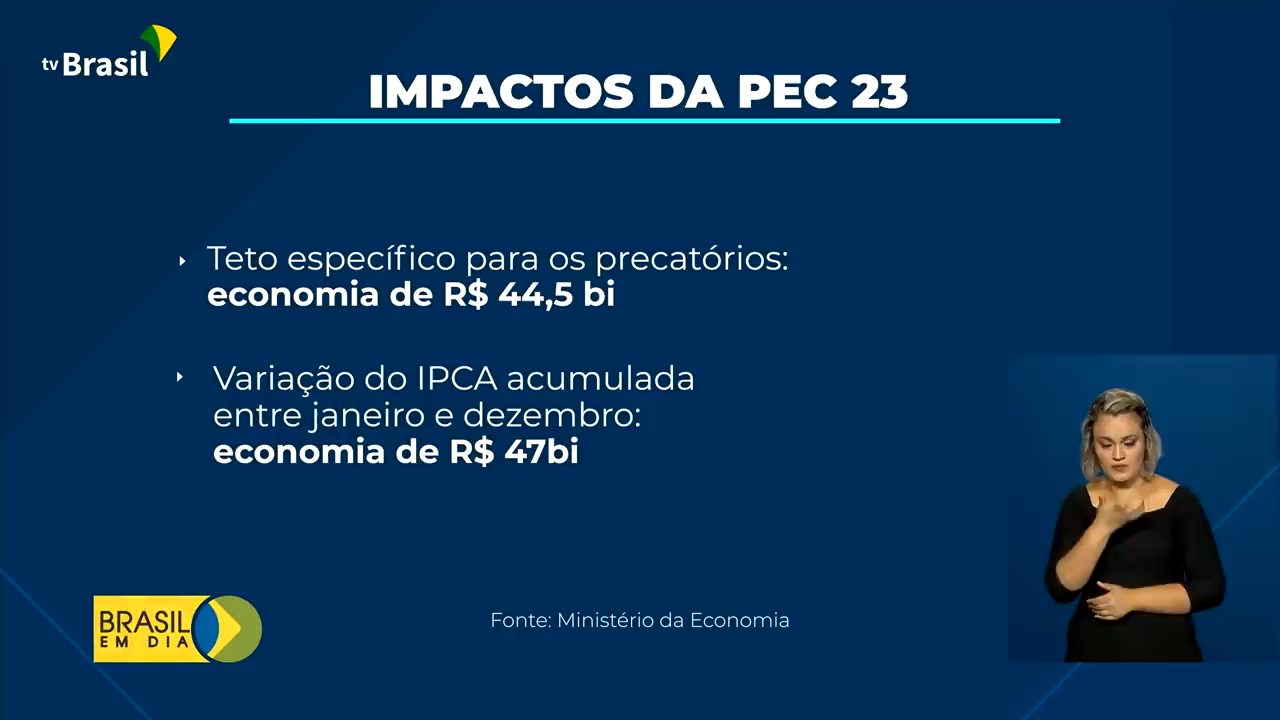 tv Brasil
IMPACTOS DA PEC 23
Teto específico para os precatórios:
economia de R$ 44,5 bi
Variação do IPCA acumulada
entre janeiro e dezembro:
economia de R$ 47bi
BRASIL
EM DIA
Fonte: Ministério da Economia